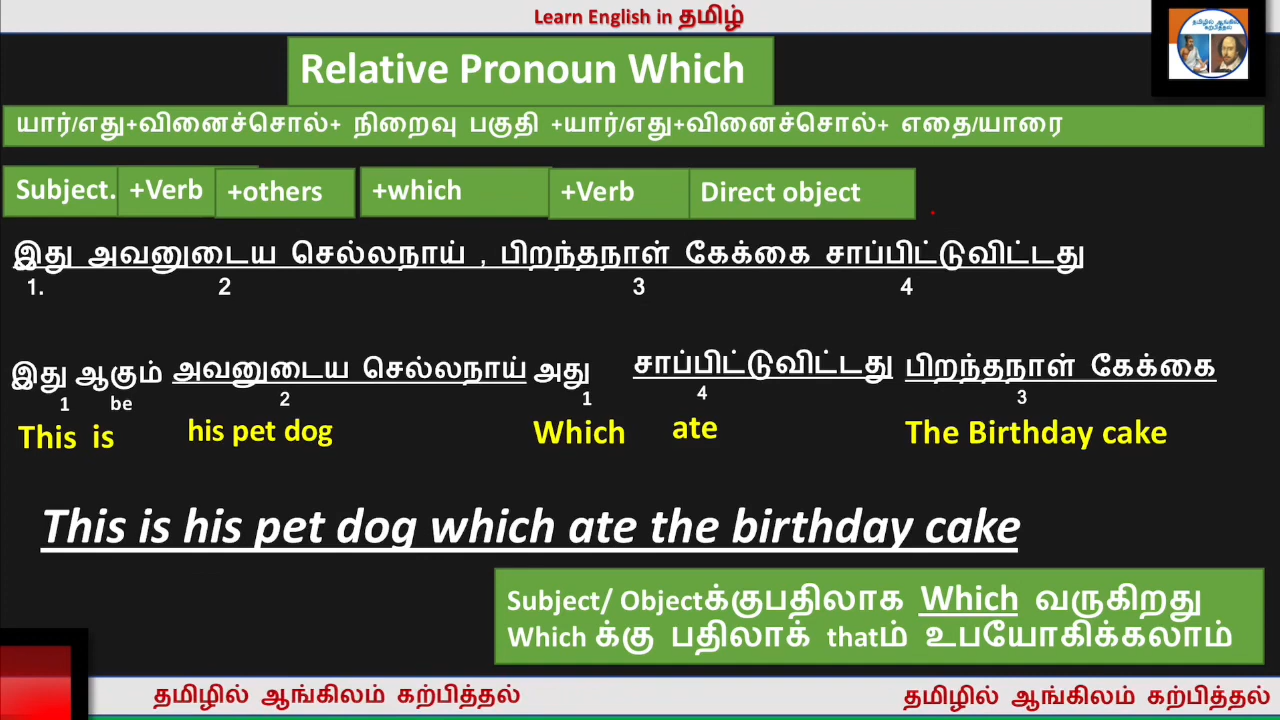 Learn English in தமிழ்
தமிழில் ஆங்கில
கற்பித்தல்
Relative Pronoun Which
யார்/எது+வினைச்சொல்+ நிறைவு பகுதி +யார்/எது+வினைச்சொல்+ எதை/யாரை
Subject. +Verb +others +which +Verb Direct object
இது அவனுடைய செல்லநாய் , பிறந்தநாள் கேக்கை சாப்பிட்டுவிட்டது
1. 2 3 4
இது ஆகும் அவனுடைய செல்லநாய் அது சாப்பிட்டுவிட்டது பிறந்தநாள் கேக்கை
1 be 2 1 4 3
This is his pet dog Which ate The Birthday cake
This is his pet dog which ate the birthday cake
Subject/ Objectக்குபதிலாக Which வருகிறது
Which க்கு பதிலாக் thatம் உபயோகிக்கலாம்
தமிழில் ஆங்கிலம் கற்பித்தல் தமிழில் ஆங்கிலம் கற்பித்தல்